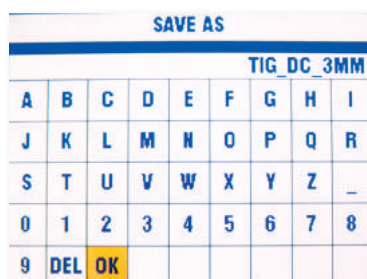 SAVE AS
TIG_DC_3MM
A B C D E F G H I
J K L M N O P Q R
S T U V W X Y Z _
0 1 2 3 4 5 6 7 8
9 DEL OK